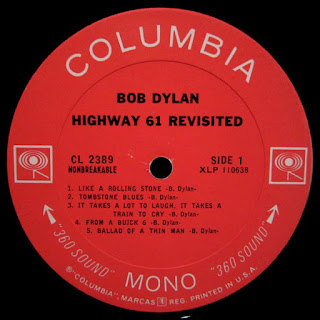 COLUMBIA
BOB DYLAN
HIGHWAY 61 REVISITED
CL 2389
NONBREAKABLE
SIDE 1
XLP 110638
1. LIKE A ROLLING STONE -B. Dylan-
2. TOMBSTONE BLUES -B. Dylan-
3. IT TAKES A LOT TO LAUGH, IT TAKES A
TRAIN TO CRY -B. Dylan-
4. FROM A BUICK 6 -B. Dylan-
5. BALLAD OF A THIN MAN -B. Dylan-
"360 SOUND" MONO "360 SOUND"
® "COLUMBIA", MARCAS REG. PRINTED IN U.S.A.